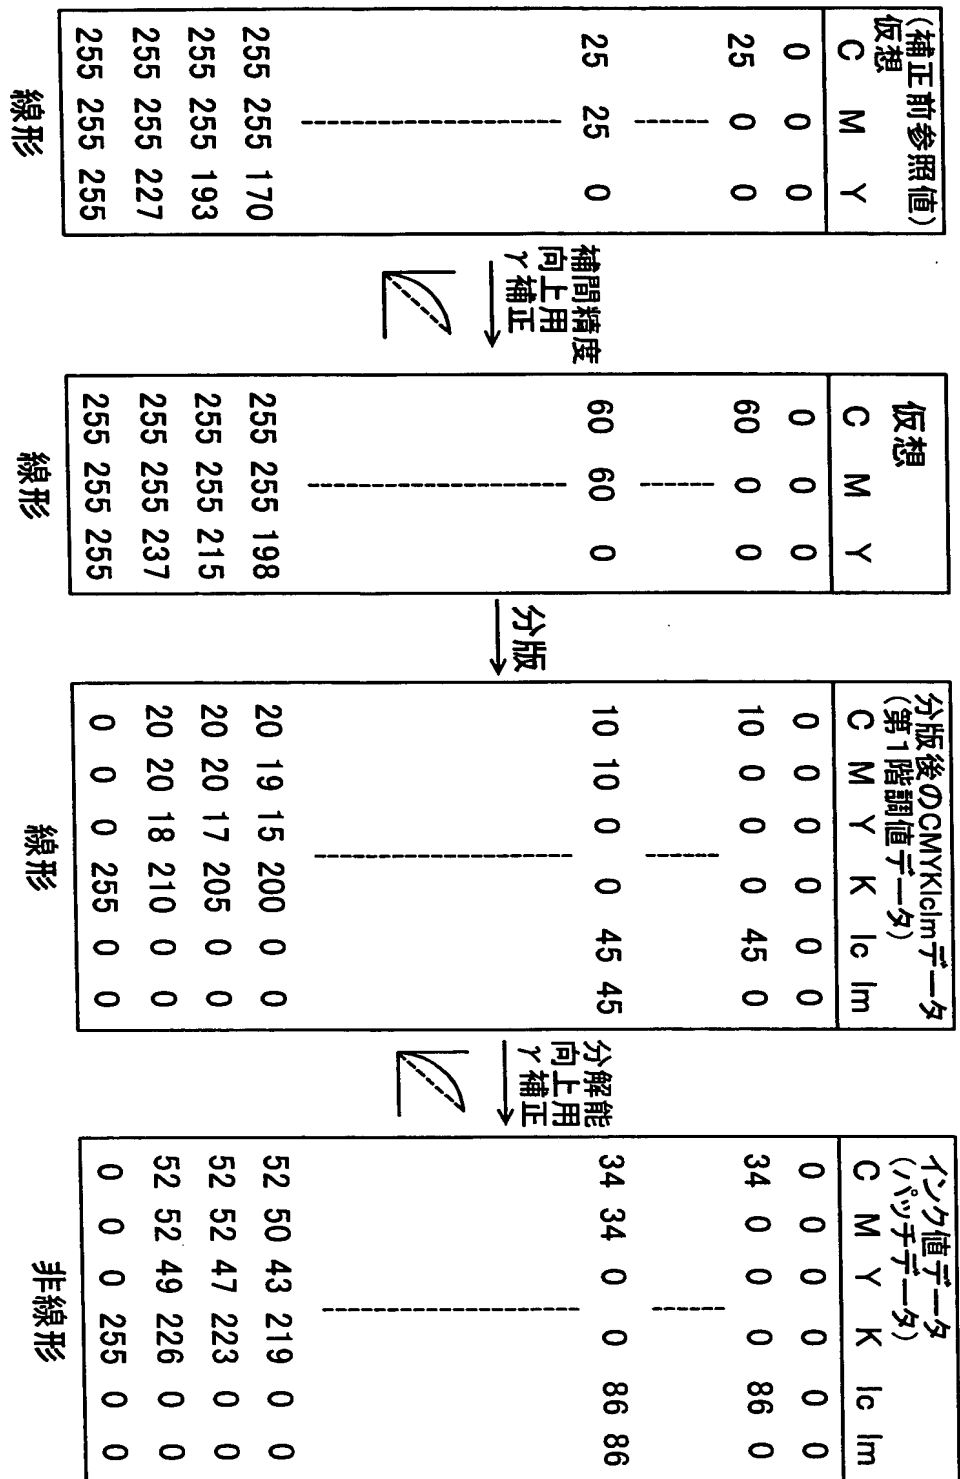 (補正前参照値)
仮想
C M Y
0 0 0
25 0 0
25 25 0
255 255 170
255 255 193
255 255 227
255 255 255
線形
補間精度
向上用
γ補正
仮想
C M Y
0 0 0
60 0 0
60 60 0
255 255 198
255 255 215
255 255 237
255 255 255
線形
分版
分版後のCMYKlclmデータ
(第1階調値データ)
C M Y K lc lm
0 0 0 0 0 0
10 0 0 0 45 0
10 10 0 0 45 45
20 19 15 200 0 0
20 20 17 205 0 0
20 20 18 210 0 0
0 0 0 255 0 0
線形
分解能
向上用
γ補正
インク値データ
(パッチデータ)
C M Y K lc lm
0 0 0 0 0 0
34 0 0 0 86 0
34 34 0 0 86 86
52 50 43 219 0 0
52 52 47 223 0 0
52 52 49 226 0 0
0 0 0 255 0 0
非線形